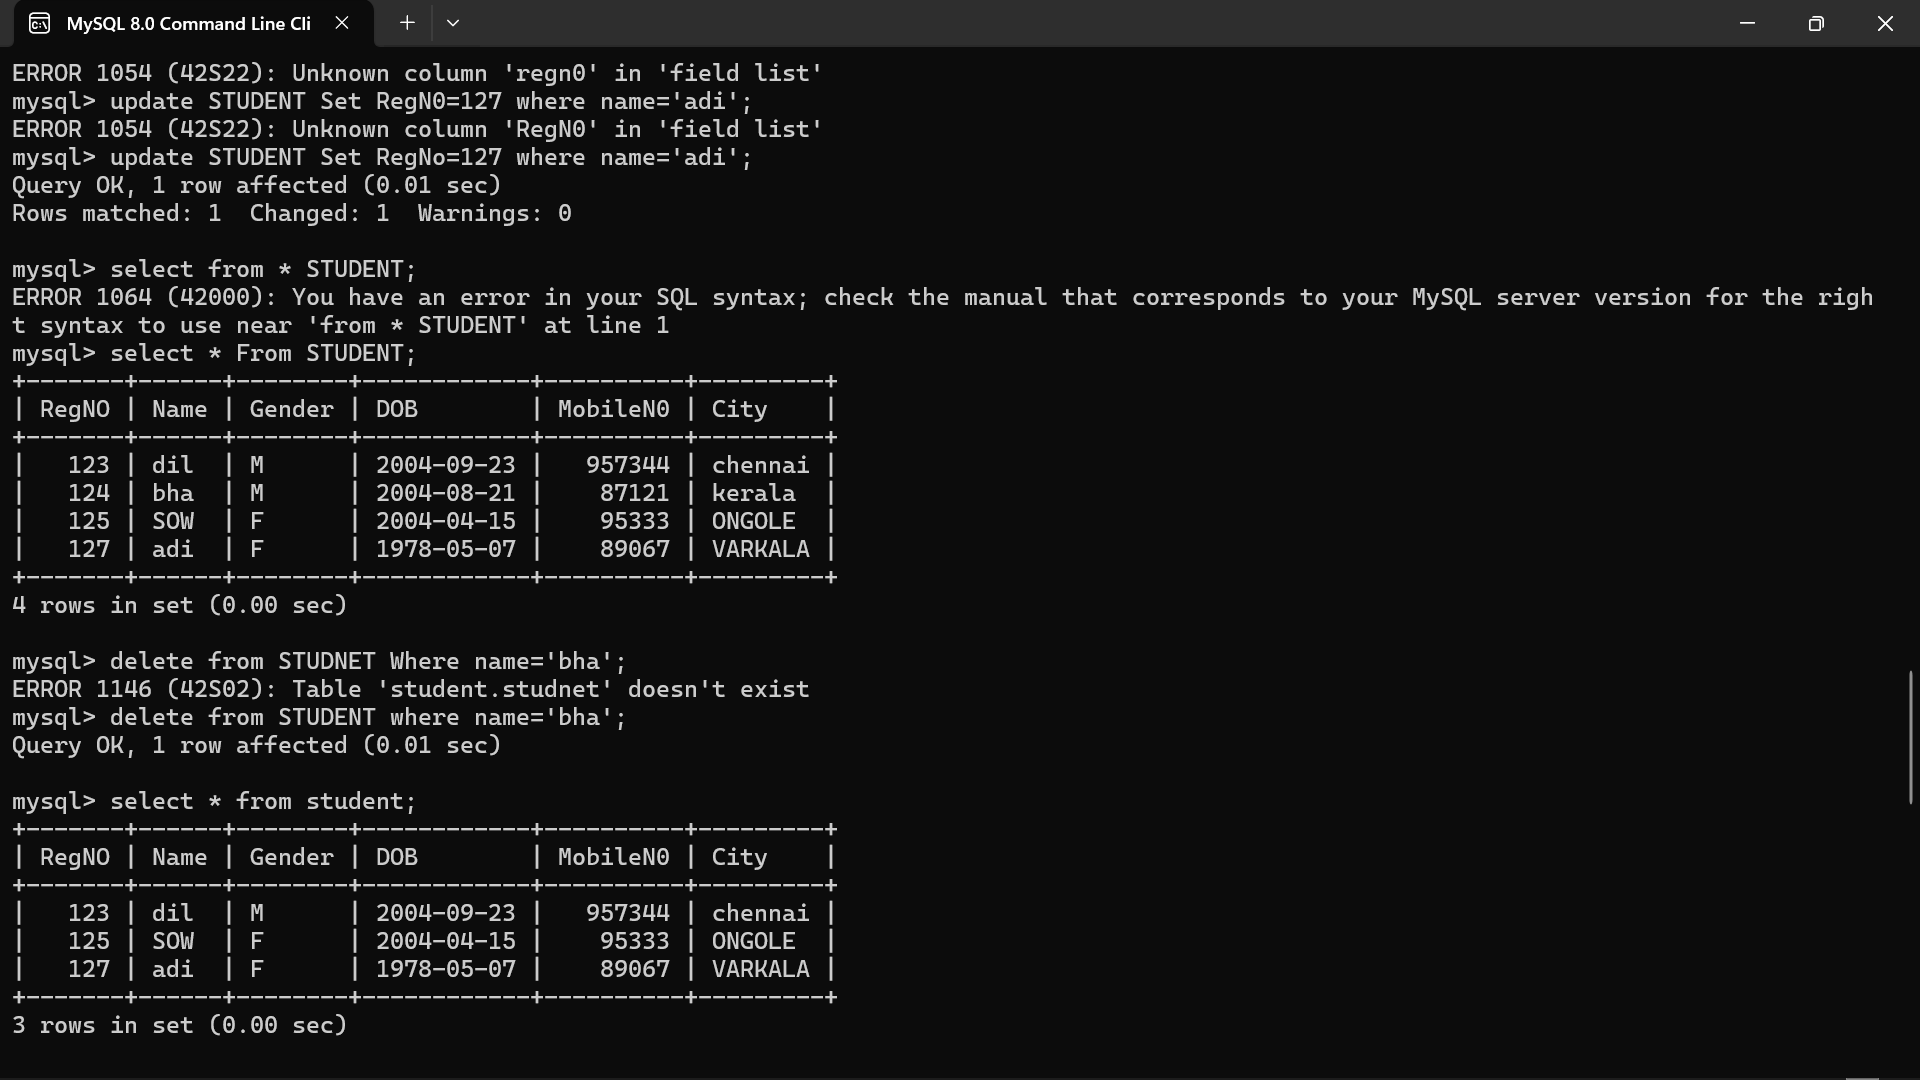 MySQL 8.0 Command Line Cli
ERROR 1054 (42S22): Unknown column 'regn0' in 'field list'
mysql> update STUDENT Set RegN0=127 where name='adi';
ERROR 1054 (42S22): Unknown column 'RegN0' in 'field list'
mysql> update STUDENT Set RegNo=127 where name='adi';
Query OK, 1 row affected (0.01 sec)
Rows matched: 1  Changed: 1  Warnings: 0
mysql> select from * STUDENT;
ERROR 1064 (42000): You have an error in your SQL syntax; check the manual that corresponds to your MySQL server version for the righ
t syntax to use near 'from * STUDENT' at line 1
mysql> select * From STUDENT;
+-------+------+--------+------------+----------+---------+
| RegNO | Name | Gender | DOB        | MobileN0 | City    |
+-------+------+--------+------------+----------+---------+
|   123 | dil  | M      | 2004-09-23 |   957344 | chennai |
|   124 | bha  | M      | 2004-08-21 |    87121 | kerala  |
|   125 | SOW  | F      | 2004-04-15 |    95333 | ONGOLE  |
|   127 | adi  | F      | 1978-05-07 |    89067 | VARKALA |
+-------+------+--------+------------+----------+---------+
4 rows in set (0.00 sec)
mysql> delete from STUDNET Where name='bha';
ERROR 1146 (42S02): Table 'student.studnet' doesn't exist
mysql> delete from STUDENT where name='bha';
Query OK, 1 row affected (0.01 sec)
mysql> select * from student;
+-------+------+--------+------------+----------+---------+
| RegNO | Name | Gender | DOB        | MobileN0 | City    |
+-------+------+--------+------------+----------+---------+
|   123 | dil  | M      | 2004-09-23 |   957344 | chennai |
|   125 | SOW  | F      | 2004-04-15 |    95333 | ONGOLE  |
|   127 | adi  | F      | 1978-05-07 |    89067 | VARKALA |
+-------+------+--------+------------+----------+---------+
3 rows in set (0.00 sec)